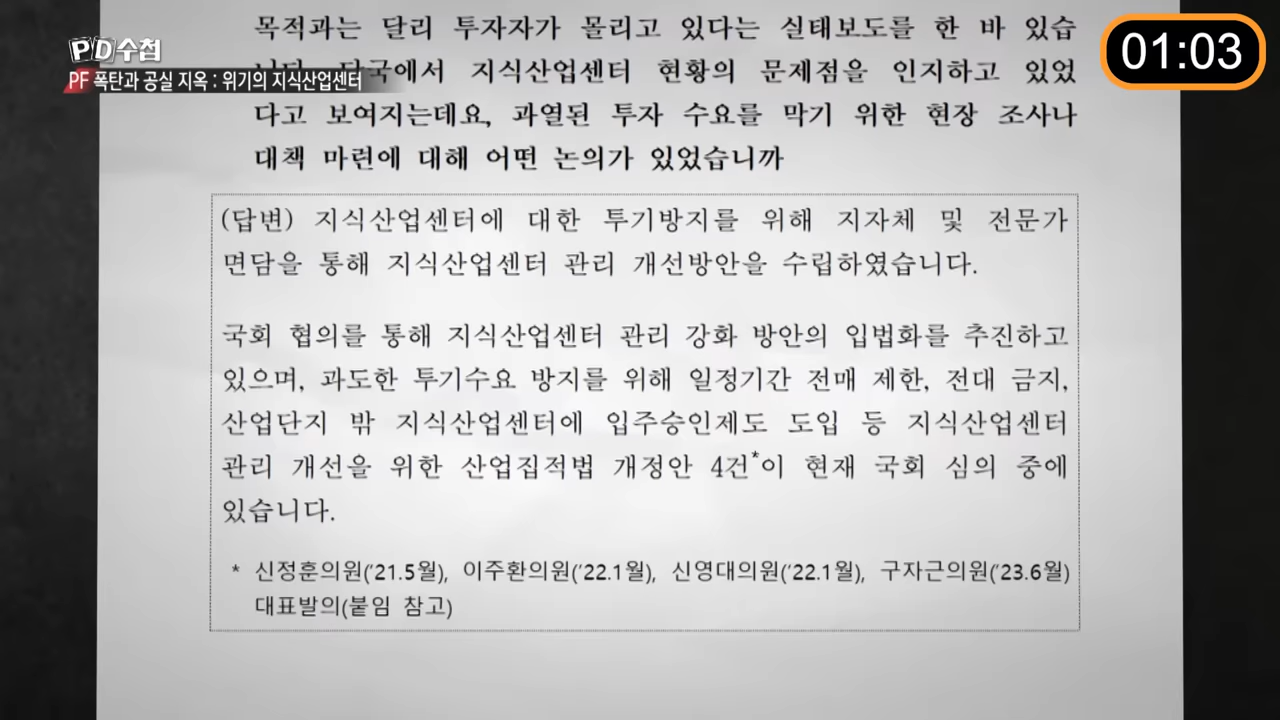 목적과는 달리 투자자가 몰리고 있다는 실태보도를 한 바 있습
PD수첩
01:03
당국에서 지식산업센터 현황의 문제점을 인지하고 있었
PF 폭탄과 공실 지옥 : 위기의 지식산업센터
다고 보여지는데요, 과열된 투자 수요를 막기 위한 현장 조사나
대책 마련에 대해 어떤 논의가 있었습니까
(답변) 지식산업센터에 대한 투기방지를 위해 지자체 및 전문가
면담을 통해 지식산업센터 관리 개선방안을 수립하였습니다.
국회 협의를 통해 지식산업센터 관리 강화 방안의 입법화를 추진하고
있으며, 과도한 투기수요 방지를 위해 일정기간 전매 제한, 전대 금지,
산업단지 밖 지식산업센터에 입주승인제도 도입 등 지식산업센터
관리 개선을 위한 산업집적법 개정안 4건*이 현재 국회 심의 중에
있습니다.
* 신정훈의원('21.5월), 이주환의원('22.1월), 신영대의원('22.1월), 구자근의원('23.6월)
대표발의(붙임 참고)